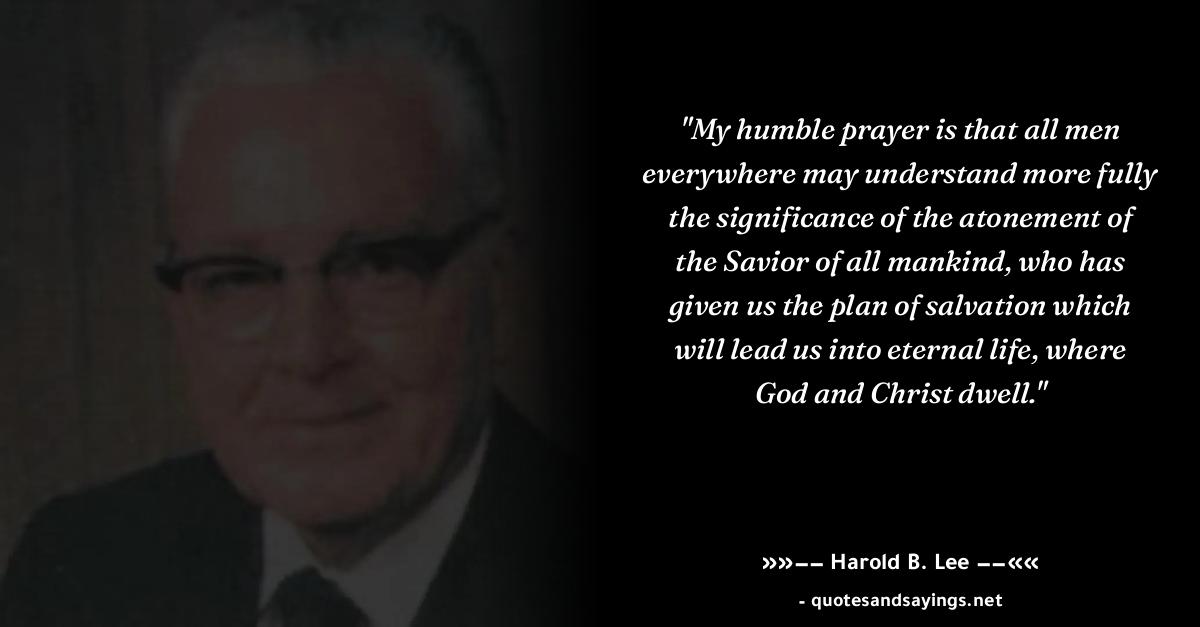 "My humble prayer is that all men
everywhere may understand more fully
the significance of the atonement of
the Savior of all mankind, who has
given us the plan of salvation which
will lead us into eternal life, where
God and Christ dwell."
»»−− Harold B. Lee −−««
- quotesandsayings.net